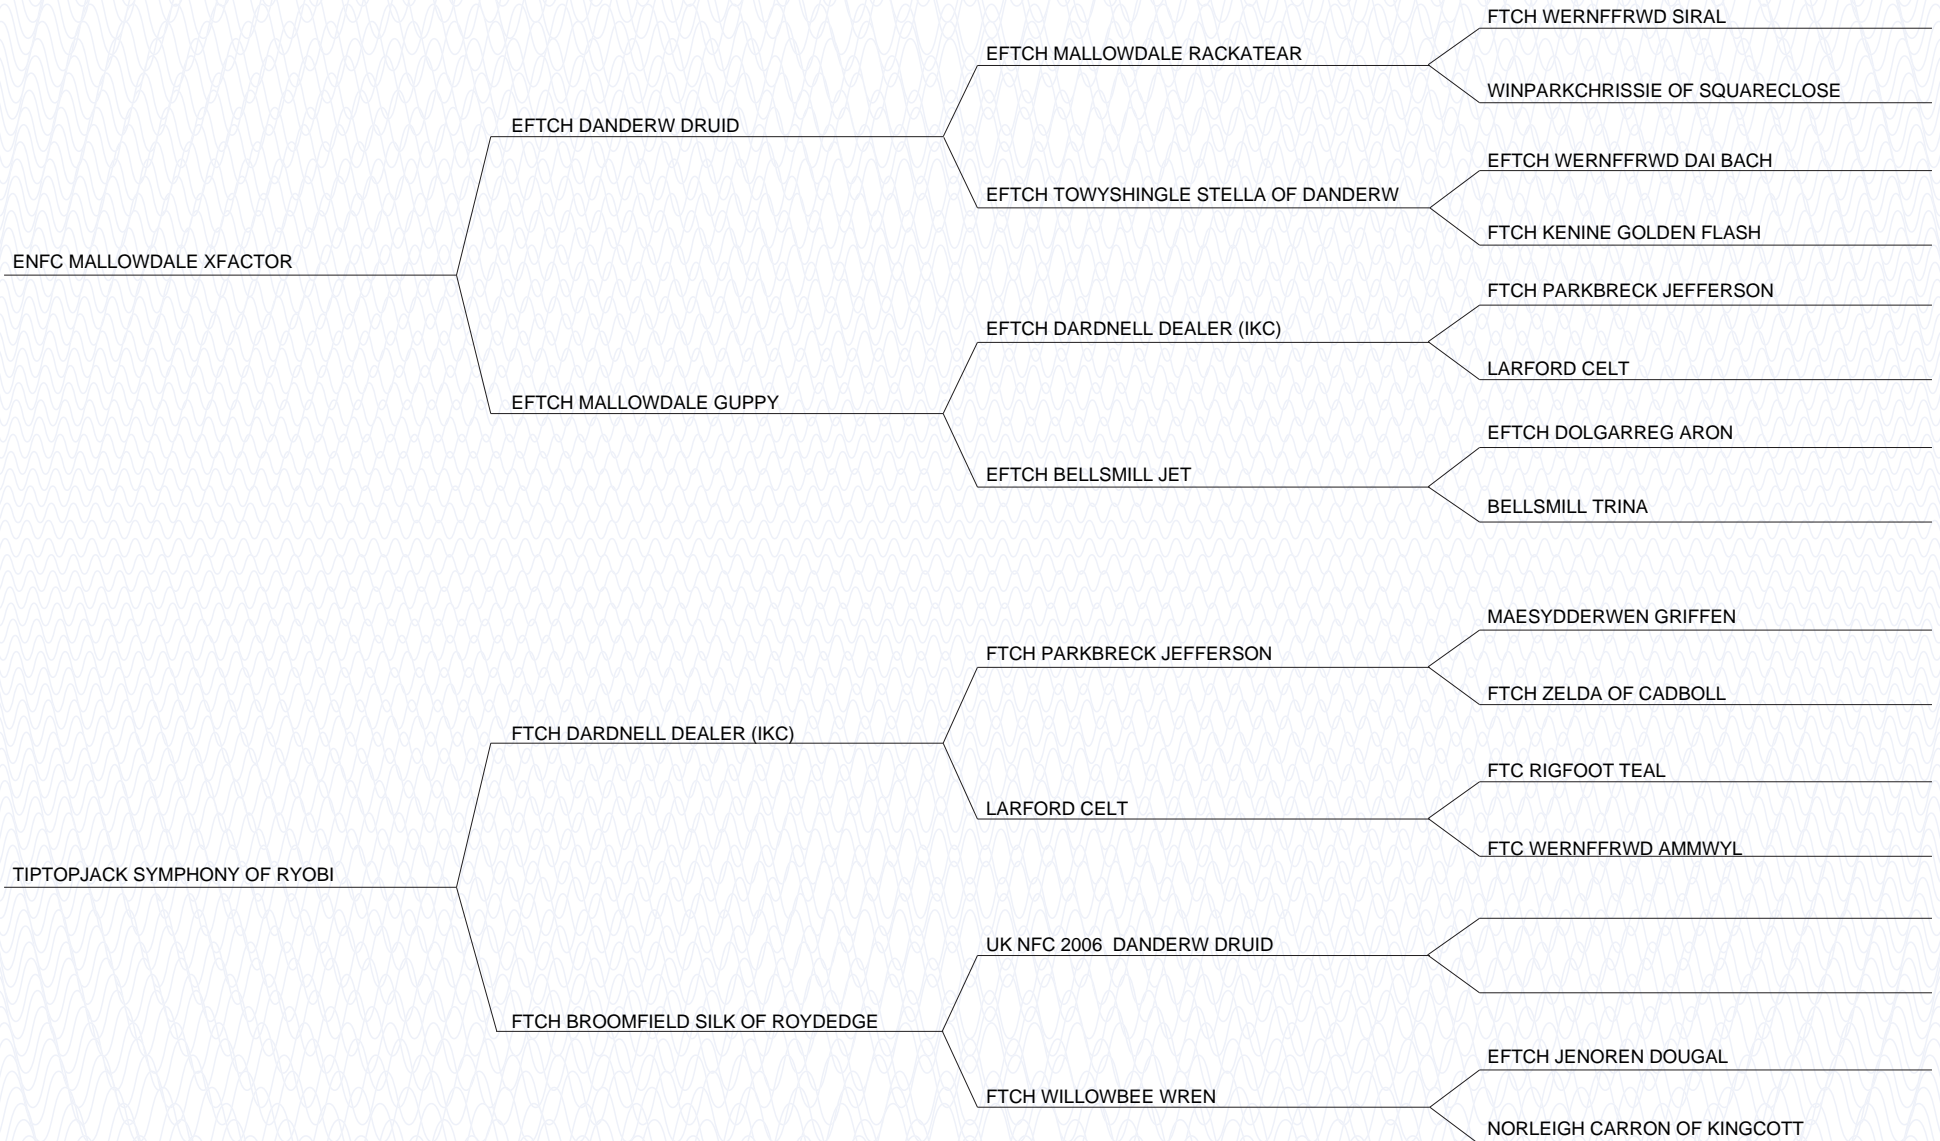 FTCH WERNFFRWD SIRAL
EFTCH MALLOWDALE RACKATEAR
WINPARKCHRISSIE OF SQUARECLOSE
EFTCH DANDERW DRUID
EFTCH WERNFFRWD DAI BACH
EFTCH TOWYSHINGLE STELLA OF DANDERW
FTCH KENINE GOLDEN FLASH
ENFC MALLOWDALE XFACTOR
FTCH PARKBRECK JEFFERSON
EFTCH DARDNELL DEALER (IKC)
LARFORD CELT
EFTCH MALLOWDALE GUPPY
EFTCH DOLGARREG ARON
EFTCH BELLSMILL JET
BELLSMILL TRINA
MAESYDDERWEN GRIFFEN
FTCH PARKBRECK JEFFERSON
FTCH ZELDA OF CADBOLL
FTCH DARDNELL DEALER (IKC)
FTC RIGFOOT TEAL
LARFORD CELT
FTC WERNFFRWD AMMWYL
TIPTOPJACK SYMPHONY OF RYOBI
UK NFC 2006  DANDERW DRUID
FTCH BROOMFIELD SILK OF ROYDEDGE
EFTCH JENOREN DOUGAL
FTCH WILLOWBEE WREN
NORLEIGH CARRON OF KINGCOTT